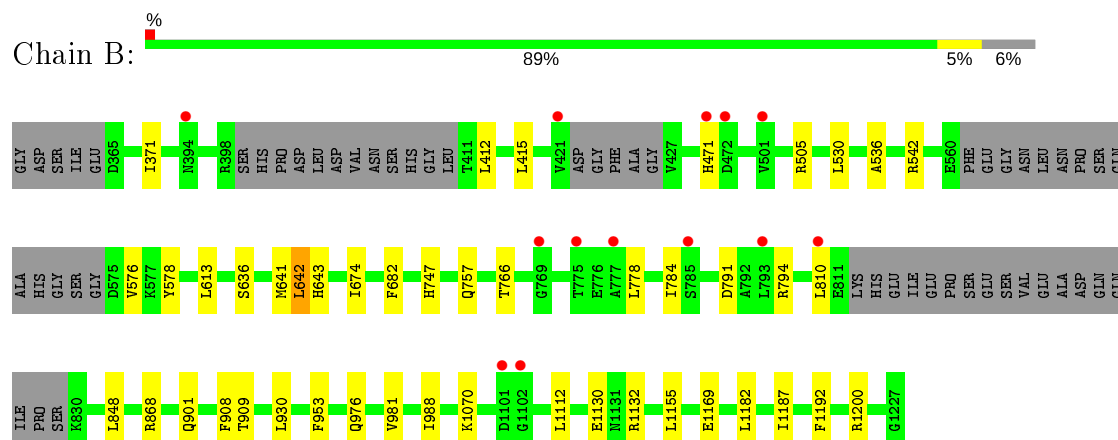 %
Chain B:
89% 5% 6%
GLY ASP SER ILE GLU D365 I371 N394 R398 SER HIS PRO ASP LEU ASP VAL ASN SER HIS GLY LEU T411 L412 L415 V421 ASP GLY PHE ALA GLY V427 H471 D472 V501 R505 L530 A536 R542 E560 PHE GLU GLY ASN LEU ASN PRO SER GLN
ALA HIS GLY SER GLY D575 V576 K577 Y578 L613 S636 M641 L642 H643 I674 F682 H747 Q757 T766 G769 T775 E776 A777 L778 I784 S785 D791 A792 L793 R794 L810 E811 LYS HIS GLU ILE GLU PRO SER GLU SER VAL GLU ALA ASP GLN GLN
ILE PRO SER K830 L848 R868 Q901 F908 T909 L930 F953 Q976 V981 I988 K1070 D1101 G1102 L1112 E1130 N1131 R1132 L1155 E1169 L1182 I1187 F1192 R1200 G1227